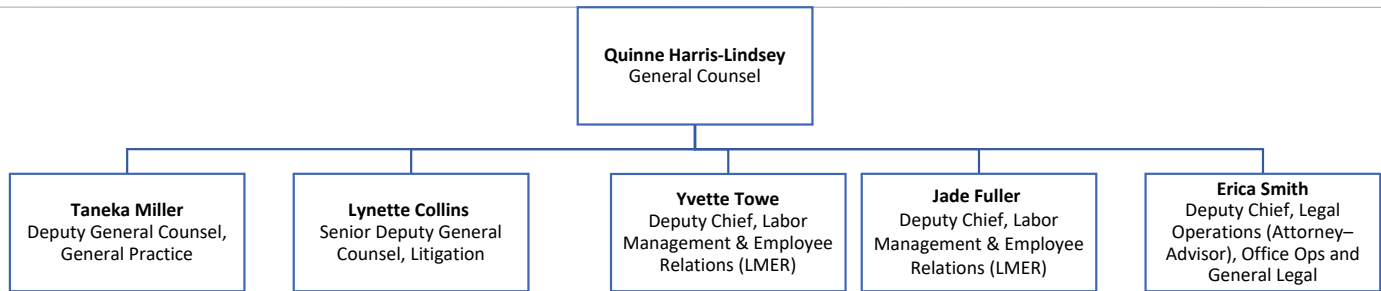 Quinne Harris-Lindsey
General Counsel
Taneka Miller
Deputy General Counsel,
General Practice
Lynette Collins
Senior Deputy General
Counsel, Litigation
Yvette Towe
Deputy Chief, Labor
Management & Employee
Relations (LMER)
Jade Fuller
Deputy Chief, Labor
Management & Employee
Relations (LMER)
Erica Smith
Deputy Chief, Legal
Operations (Attorney–
Advisor), Office Ops and
General Legal